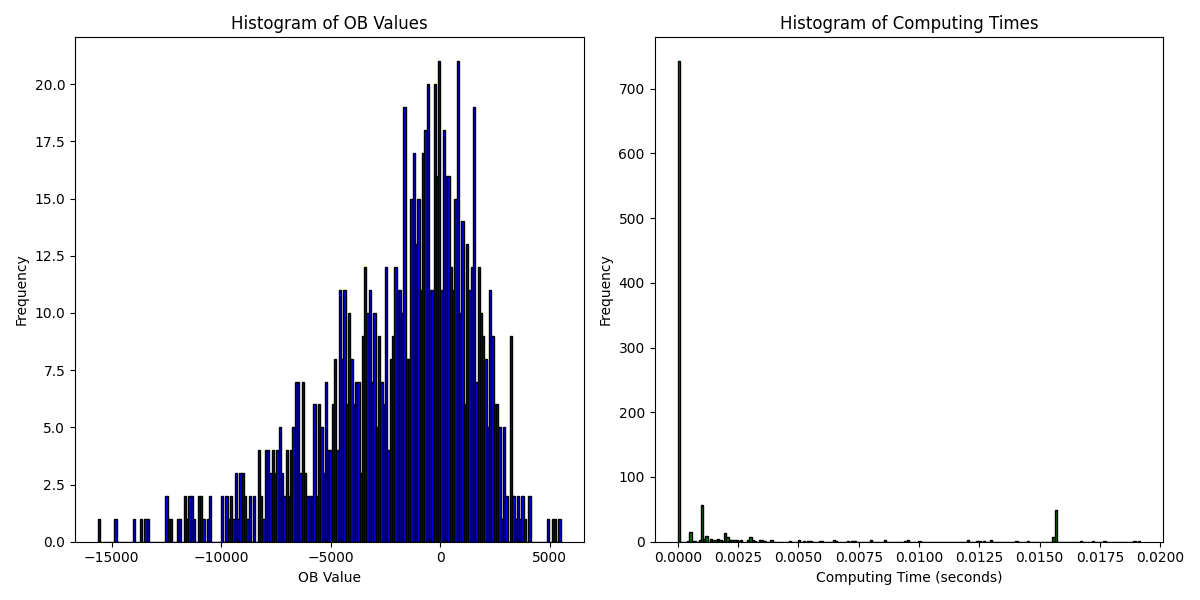 Histogram of OB Values
Frequency
20.0
17.5
15.0
12.5
10.0
7.5
5.0
2.5
0.0
−15000 −10000 −5000 0 5000
OB Value
Histogram of Computing Times
Frequency
700
600
500
400
300
200
100
0
0.0000 0.0025 0.0050 0.0075 0.0100 0.0125 0.0150 0.0175 0.0200
Computing Time (seconds)